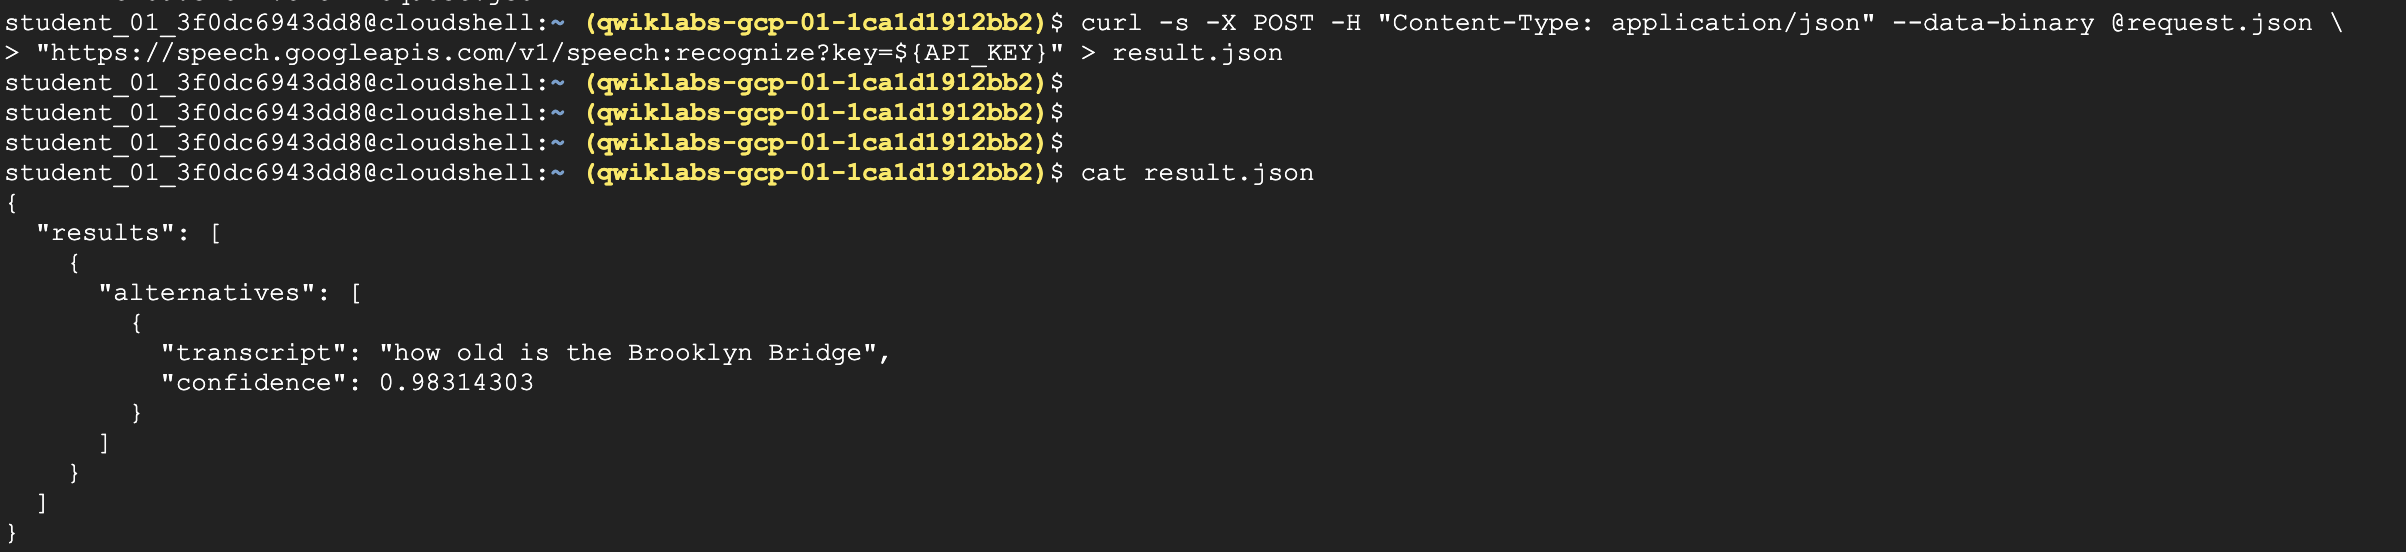 student_01_3f0dc6943dd8@cloudshell:~ (qwiklabs-gcp-01-1ca1d1912bb2)$ curl -s -X POST -H "Content-Type: application/json" --data-binary @request.json \
> "https://speech.googleapis.com/v1/speech:recognize?key=${API_KEY}" > result.json
student_01_3f0dc6943dd8@cloudshell:~ (qwiklabs-gcp-01-1ca1d1912bb2)$
student_01_3f0dc6943dd8@cloudshell:~ (qwiklabs-gcp-01-1ca1d1912bb2)$
student_01_3f0dc6943dd8@cloudshell:~ (qwiklabs-gcp-01-1ca1d1912bb2)$
student_01_3f0dc6943dd8@cloudshell:~ (qwiklabs-gcp-01-1ca1d1912bb2)$ cat result.json
{
  "results": [
    {
      "alternatives": [
        {
          "transcript": "how old is the Brooklyn Bridge",
          "confidence": 0.98314303
        }
      ]
    }
  ]
}